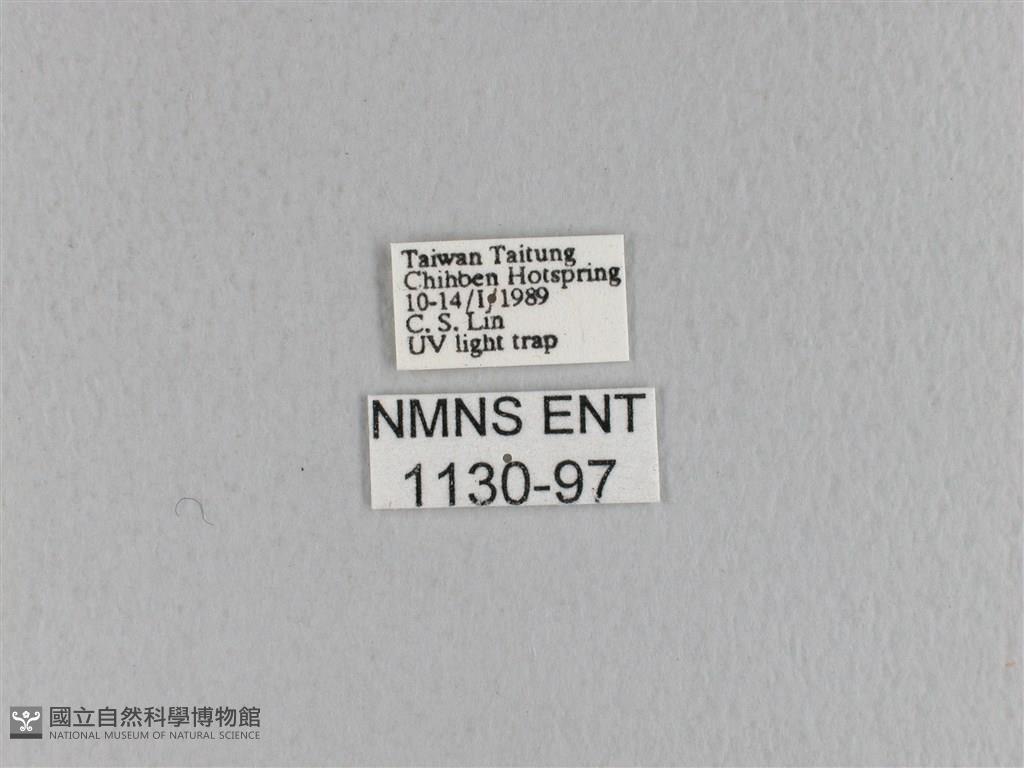 Taiwan Taitung
Chihben Hotspring
10-14/I/1989
C. S. Lin
UV light trap
NMNS ENT
1130-97
國立自然科學博物館
NATIONAL MUSEUM OF NATURAL SCIENCE